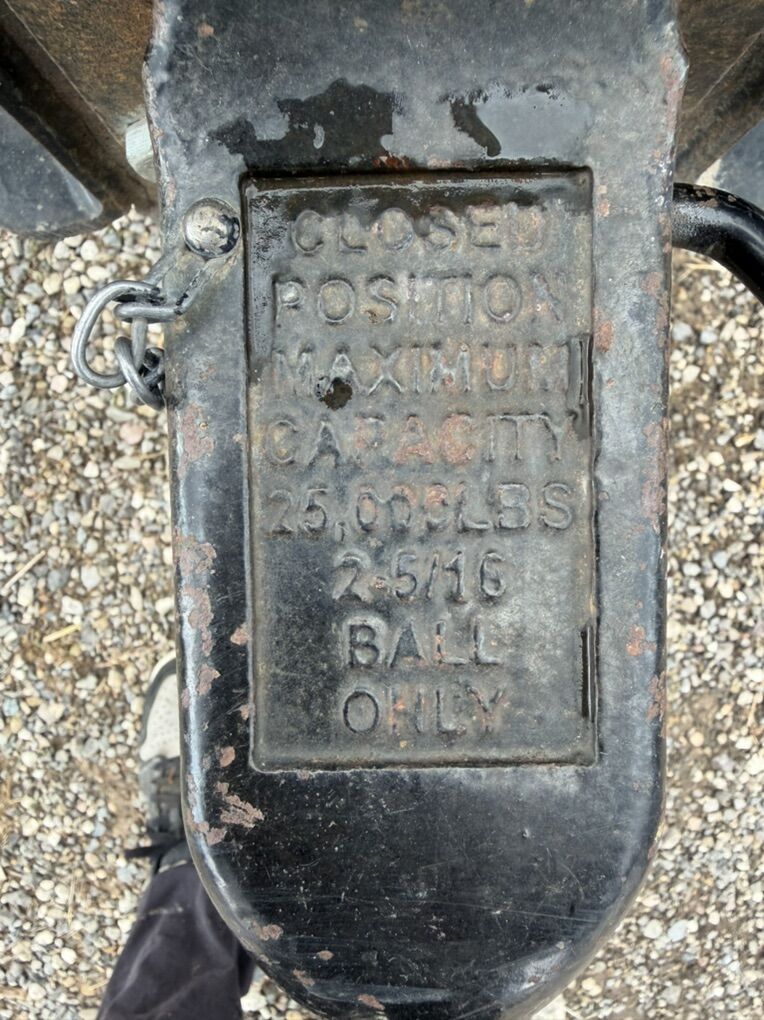 CLOSED
POSITION
MAXIMUM
CAPACITY
25,000LBS
2-5/16
BALL
ONLY